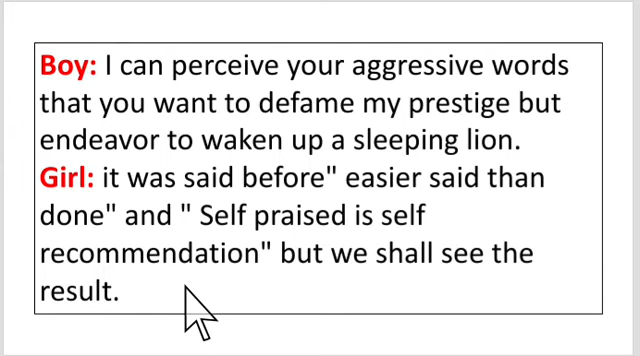 Boy: I can perceive your aggressive words
that you want to defame my prestige but
endeavor to waken up a sleeping lion.
Girl: it was said before" easier said than
done" and " Self praised is self
recommendation" but we shall see the
result.